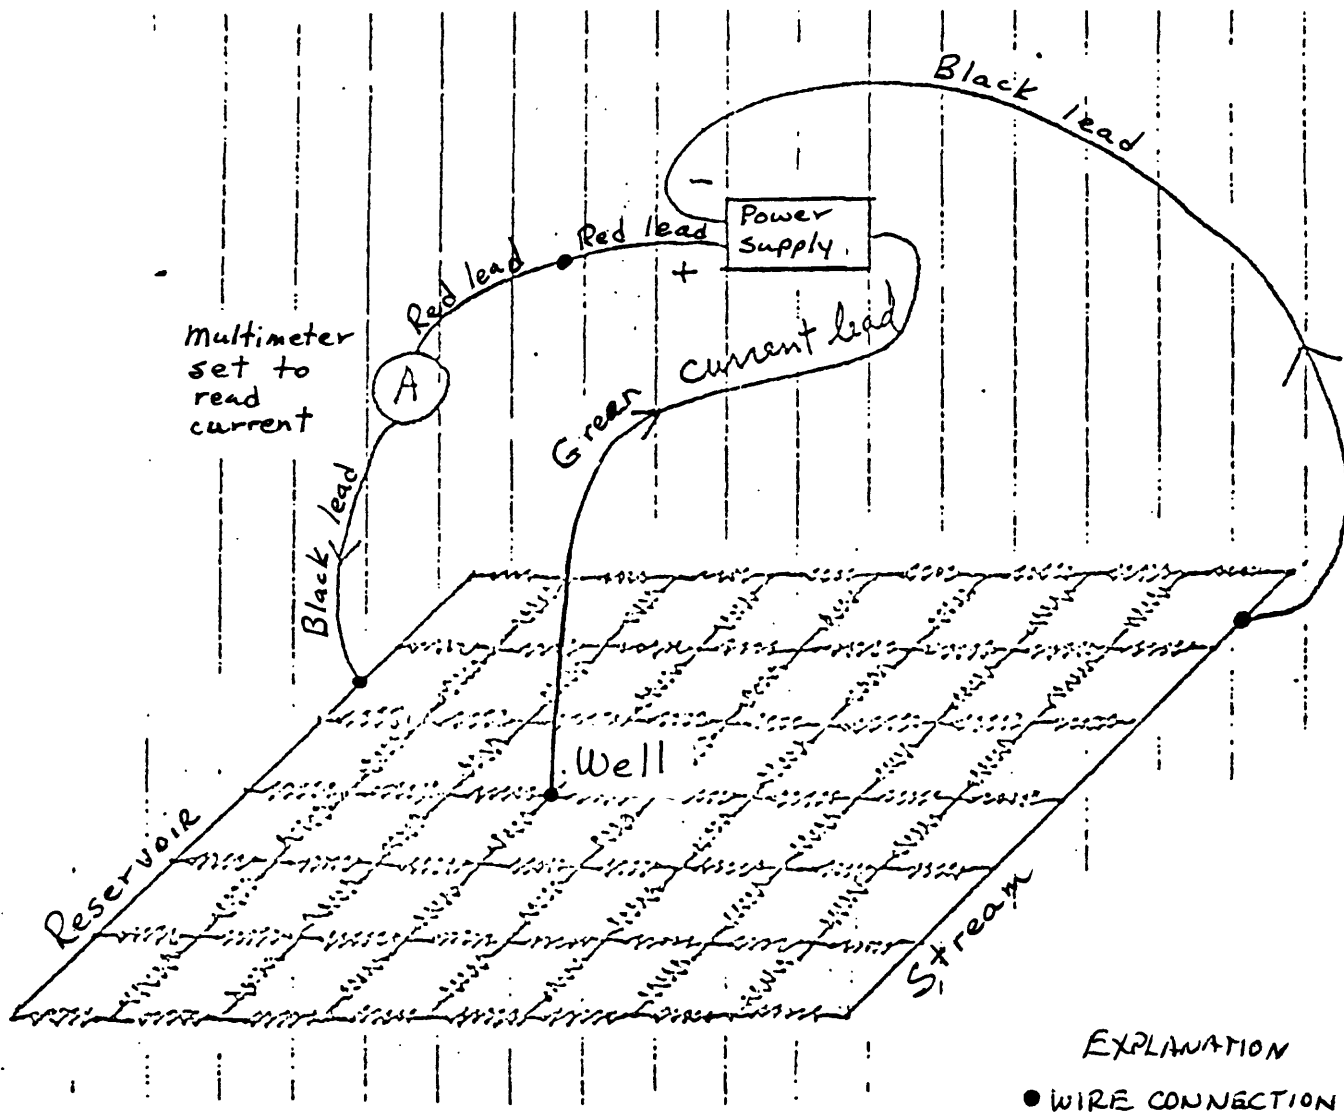 Black lead
−
Power
supply.
Red lead
Red lead
+
Multimeter
set to
read
current
A
Green current lead
Black lead
Well
Reservoir
Stream
EXPLANATION
● WIRE CONNECTION